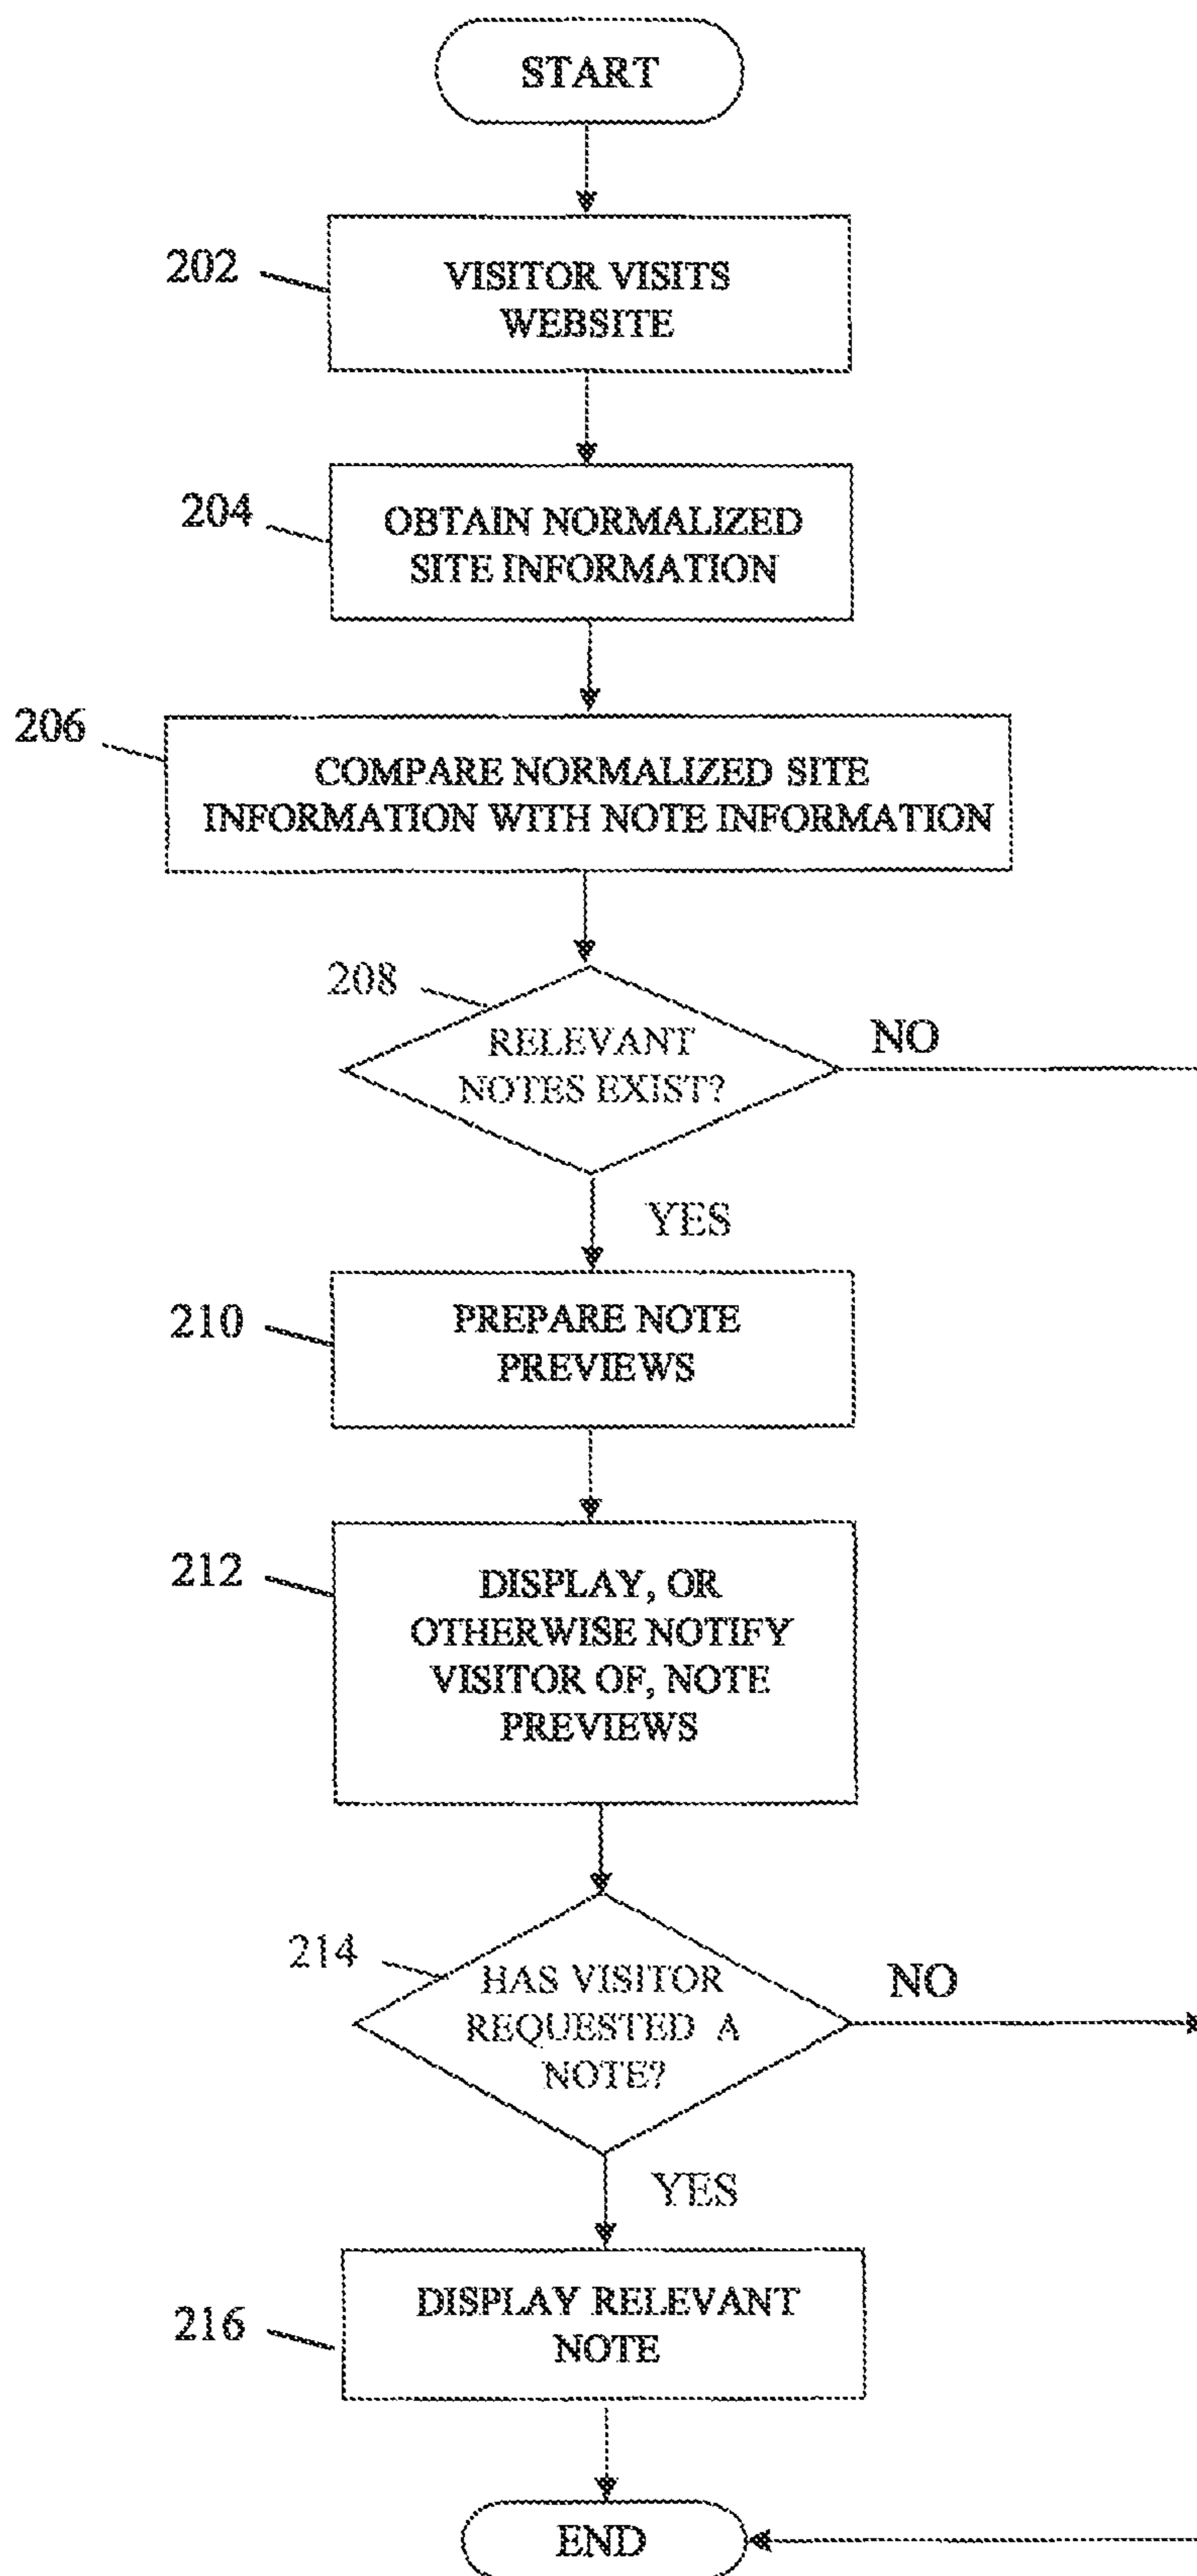 START
202
VISITOR VISITS
WEBSITE
204
OBTAIN NORMALIZED
SITE INFORMATION
206
COMPARE NORMALIZED SITE
INFORMATION WITH NOTE INFORMATION
208
RELEVANT
NOTES EXIST?
NO
YES
210
PREPARE NOTE
PREVIEWS
212
DISPLAY, OR
OTHERWISE NOTIFY
VISITOR OF, NOTE
PREVIEWS
214
HAS VISITOR
REQUESTED A
NOTE?
NO
YES
216
DISPLAY RELEVANT
NOTE
END